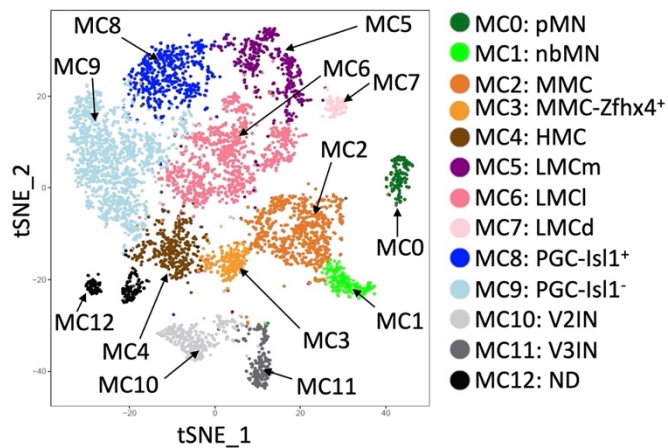 MC8
MC5
MC9
MC6
MC7
MC2
MC0
MC1
MC12
MC4
MC3
MC10
MC11
20
0
-20
-40
-20
0
20
40
tSNE_2
tSNE_1
MC0: pMN
MC1: nbMN
MC2: MMC
MC3: MMC-Zfhx4⁺
MC4: HMC
MC5: LMCm
MC6: LMCl
MC7: LMCd
MC8: PGC-Isl1⁺
MC9: PGC-Isl1⁻
MC10: V2IN
MC11: V3IN
MC12: ND